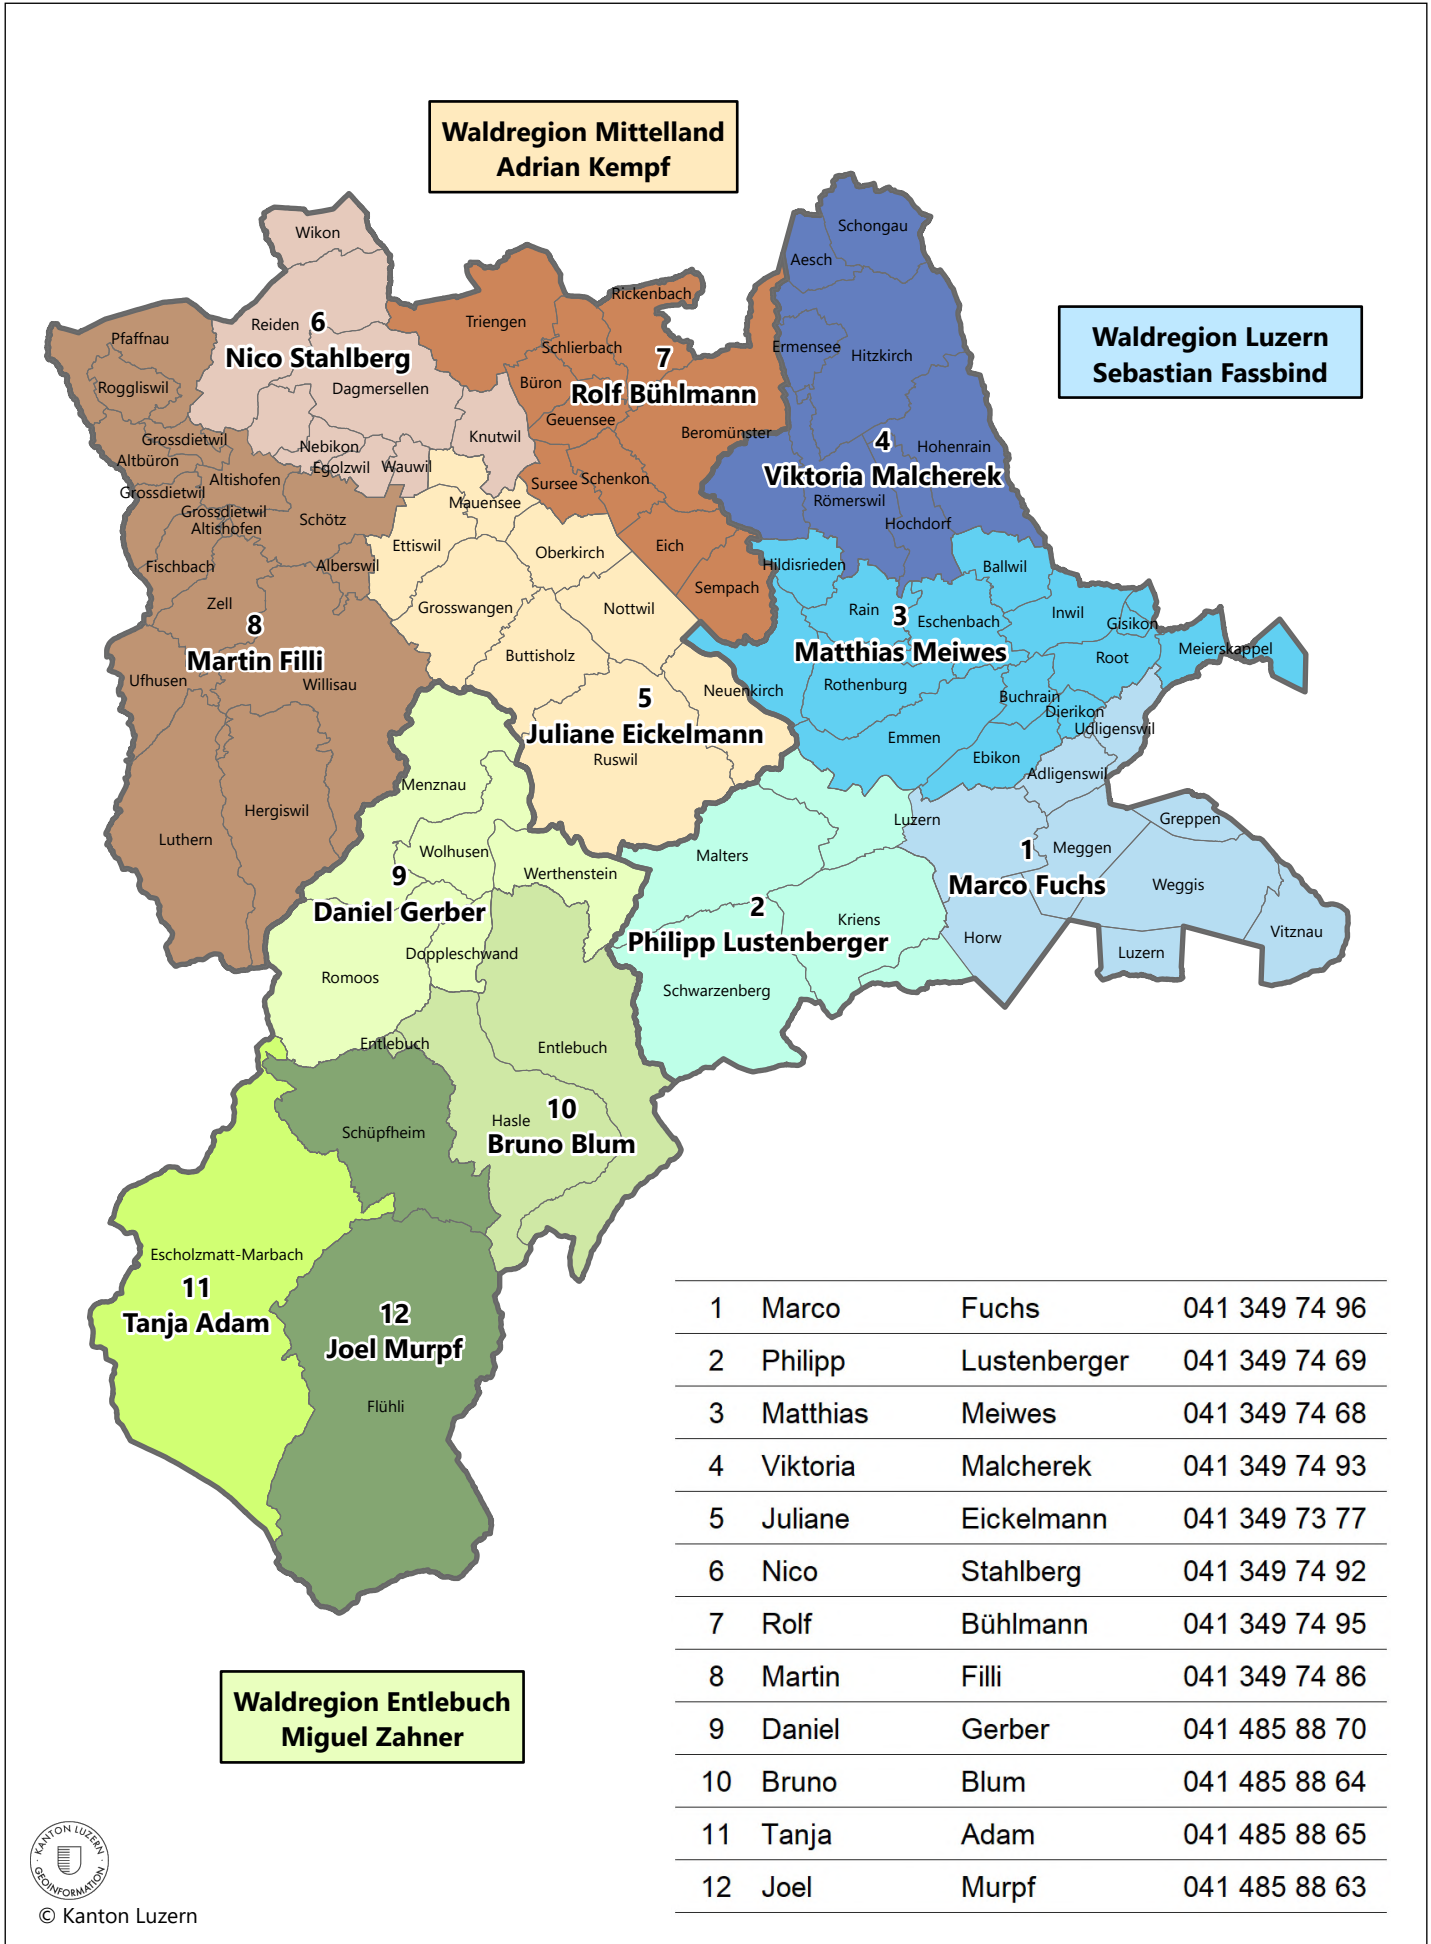 Waldregion Mittelland
Adrian Kempf
Waldregion Luzern
Sebastian Fassbind
Schongau
Wikon
Aesch
Rickenbach
Triengen
Reiden
6
Nico Stahlberg
Pfaffnau
Schlierbach
7
Rolf Bühlmann
Ermensee
Hitzkirch
Roggliswil
Dagmersellen
Büron
Geuensee
Beromünster
Knutwil
Grossdietwil
Nebikon
4
Viktoria Malcherek
Hohenrain
Altbüron
Egolzwil
Wauwil
Altishofen
Sursee
Schenkon
Grossdietwil
Mauensee
Römerswil
Grossdietwil
Altishofen
Schötz
Hochdorf
Ettiswil
Oberkirch
Eich
Fischbach
Alberswil
Hildisrieden
Ballwil
Sempach
Zell
Grosswangen
Nottwil
Rain
3
Matthias Meiwes
Eschenbach
Inwil
Gisikon
8
Martin Filli
Buttisholz
Root
Meierskappel
Ufhusen
Willisau
Neuenkirch
Rothenburg
Buchrain
5
Juliane Eickelmann
Dierikon
Udligenswil
Emmen
Ruswil
Ebikon
Adligenswil
Menznau
Hergiswil
Luzern
Greppen
Luthern
Wolhusen
Malters
1
Marco Fuchs
Meggen
9
Daniel Gerber
Werthenstein
Weggis
2
Philipp Lustenberger
Kriens
Horw
Vitznau
Doppleschwand
Luzern
Romoos
Schwarzenberg
Entlebuch
Entlebuch
Hasle
10
Bruno Blum
Schüpfheim
Escholzmatt-Marbach
11
Tanja Adam
12
Joel Murpf
Flühli
1 Marco Fuchs 041 349 74 96
2 Philipp Lustenberger 041 349 74 69
3 Matthias Meiwes 041 349 74 68
4 Viktoria Malcherek 041 349 74 93
5 Juliane Eickelmann 041 349 73 77
6 Nico Stahlberg 041 349 74 92
7 Rolf Bühlmann 041 349 74 95
8 Martin Filli 041 349 74 86
9 Daniel Gerber 041 485 88 70
10 Bruno Blum 041 485 88 64
11 Tanja Adam 041 485 88 65
12 Joel Murpf 041 485 88 63
Waldregion Entlebuch
Miguel Zahner
KANTON LUZERN
GEOINFORMATION
© Kanton Luzern